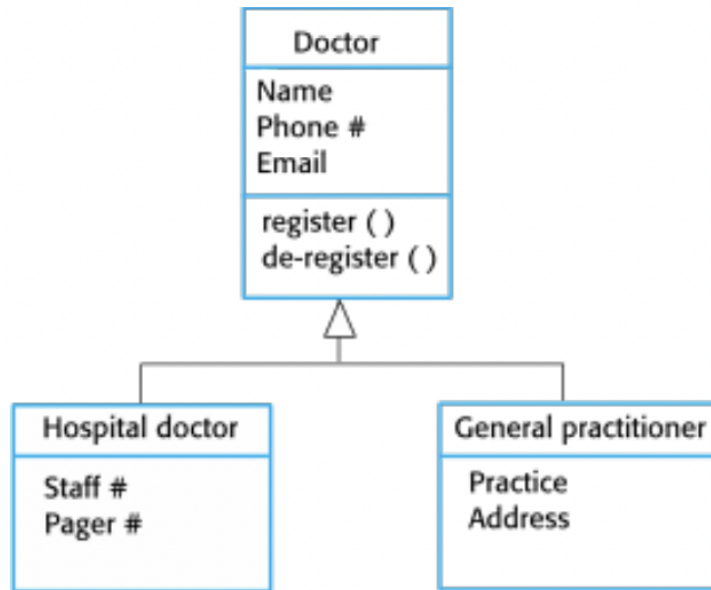 Doctor
Name
Phone #
Email
register ( )
de-register ( )
Hospital doctor
Staff #
Pager #
General practitioner
Practice
Address